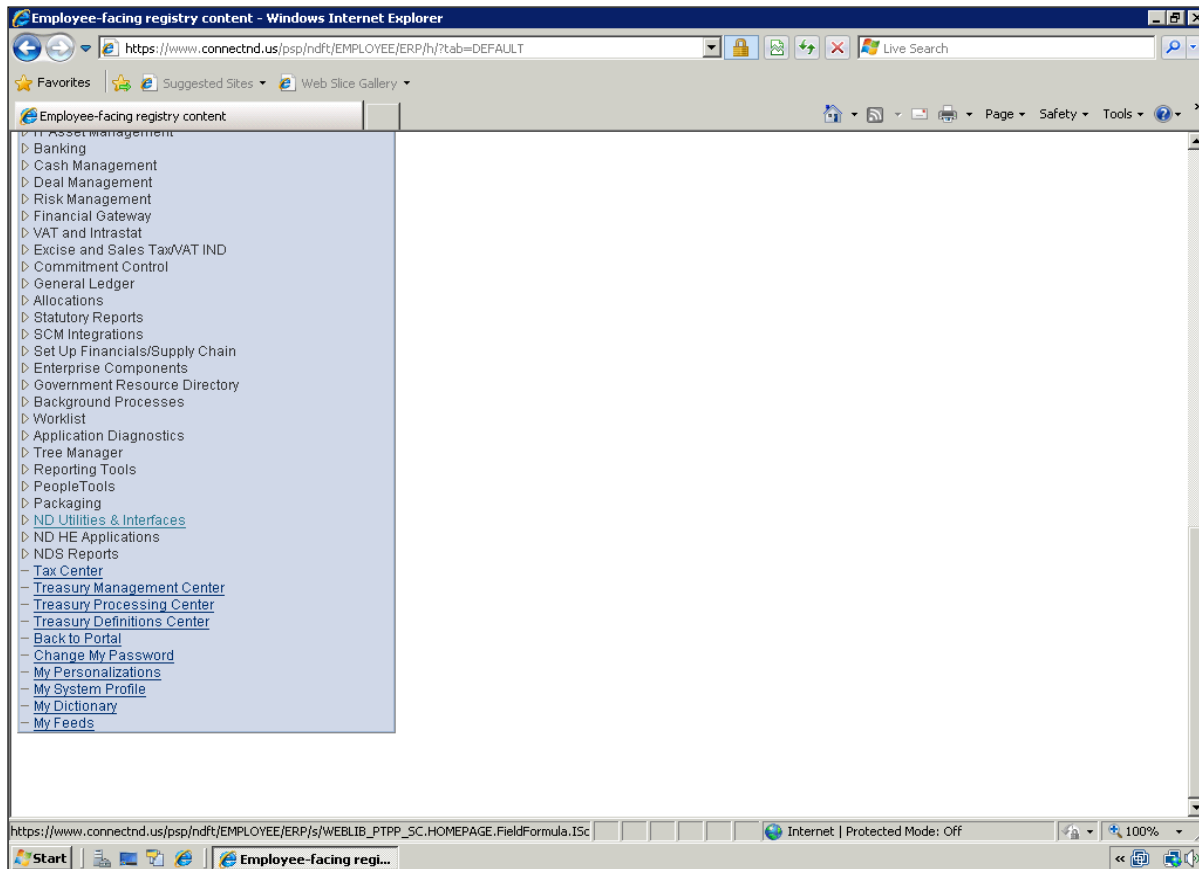 Employee-facing registry content - Windows Internet Explorer
https://www.connectnd.us/psp/ndft/EMPLOYEE/ERP/h/?tab=DEFAULT
Live Search
Favorites
Suggested Sites
Web Slice Gallery
Employee-facing registry content
Page
Safety
Tools
IT Asset Management
Banking
Cash Management
Deal Management
Risk Management
Financial Gateway
VAT and Intrastat
Excise and Sales Tax/VAT IND
Commitment Control
General Ledger
Allocations
Statutory Reports
SCM Integrations
Set Up Financials/Supply Chain
Enterprise Components
Government Resource Directory
Background Processes
Worklist
Application Diagnostics
Tree Manager
Reporting Tools
PeopleTools
Packaging
ND Utilities & Interfaces
ND HE Applications
NDS Reports
Tax Center
Treasury Management Center
Treasury Processing Center
Treasury Definitions Center
Back to Portal
Change My Password
My Personalizations
My System Profile
My Dictionary
My Feeds
https://www.connectnd.us/psp/ndft/EMPLOYEE/ERP/s/WEBLIB_PTPP_SC.HOMEPAGE.FieldFormula.ISc
Internet | Protected Mode: Off
100%
Start
Employee-facing regi...